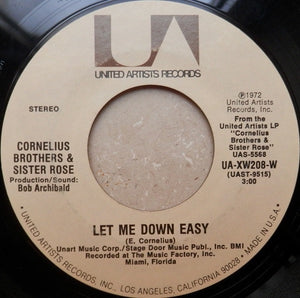 UA
UNITED ARTISTS RECORDS
STEREO
℗1972
United Artists
Records, Inc.
CORNELIUS
BROTHERS &
SISTER ROSE
Production/Sound:
Bob Archibald
From the
United Artists LP
"Cornelius
Brothers &
Sister Rose"
UAS-5568
UA-XW208-W
(UAST-9515)
3:00
LET ME DOWN EASY
(E. Cornelius)
Unart Music Corp./Stage Door Music Publ., Inc. BMI
Recorded at The Music Factory, Inc.
Miami, Florida
INC., LOS ANGELES, CALIFORNIA 90028 • MADE IN U.S.A.